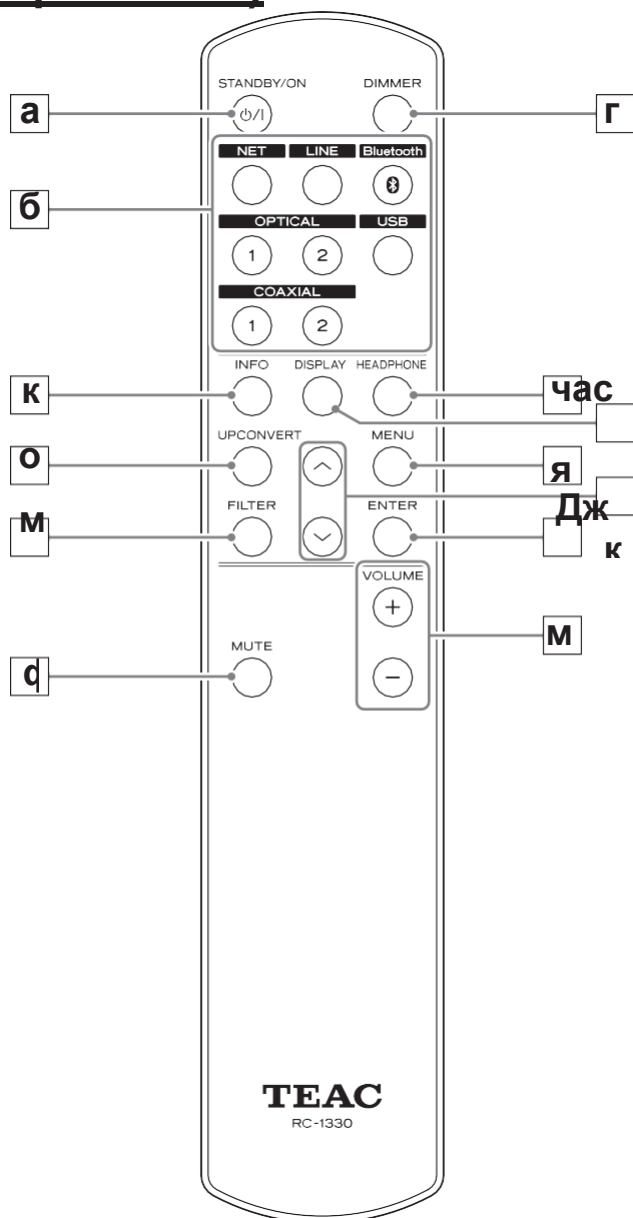 STANDBY/ON DIMMER
а г
⏻/I
NET LINE Bluetooth
б
OPTICAL USB
1 2
COAXIAL
1 2
INFO DISPLAY HEADPHONE
к час
UPCONVERT MENU
о я
FILTER ENTER
м Дж
к
VOLUME
+
м
MUTE
−
TEAC
RC-1330